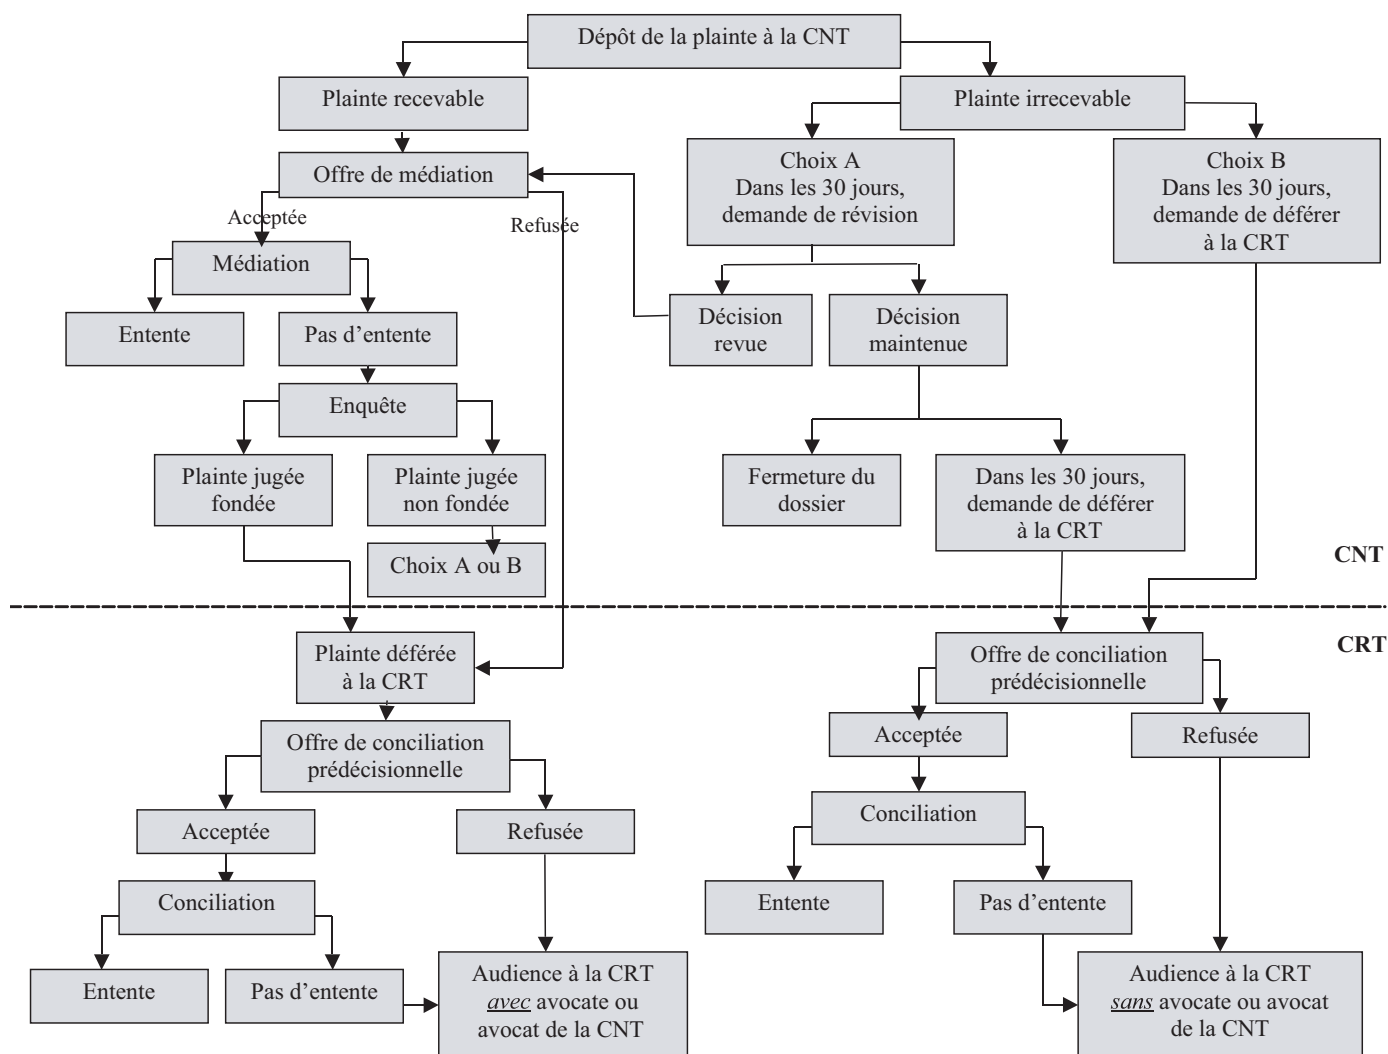 Dépôt de la plainte à la CNT
Plainte recevable
Plainte irrecevable
Offre de médiation
Choix A
Dans les 30 jours,
demande de révision
Choix B
Dans les 30 jours,
demande de déférer
à la CRT
Acceptée
Refusée
Médiation
Entente
Pas d’entente
Décision
revue
Décision
maintenue
Enquête
Plainte jugée
fondée
Plainte jugée
non fondée
Fermeture du
dossier
Dans les 30 jours,
demande de déférer
à la CRT
Choix A ou B
CNT
CRT
Plainte déférée
à la CRT
Offre de conciliation
prédécisionnelle
Offre de conciliation
prédécisionnelle
Acceptée
Refusée
Acceptée
Refusée
Conciliation
Conciliation
Entente
Pas d’entente
Entente
Pas d’entente
Audience à la CRT
avec avocate ou
avocat de la CNT
Audience à la CRT
sans avocate ou avocat
de la CNT